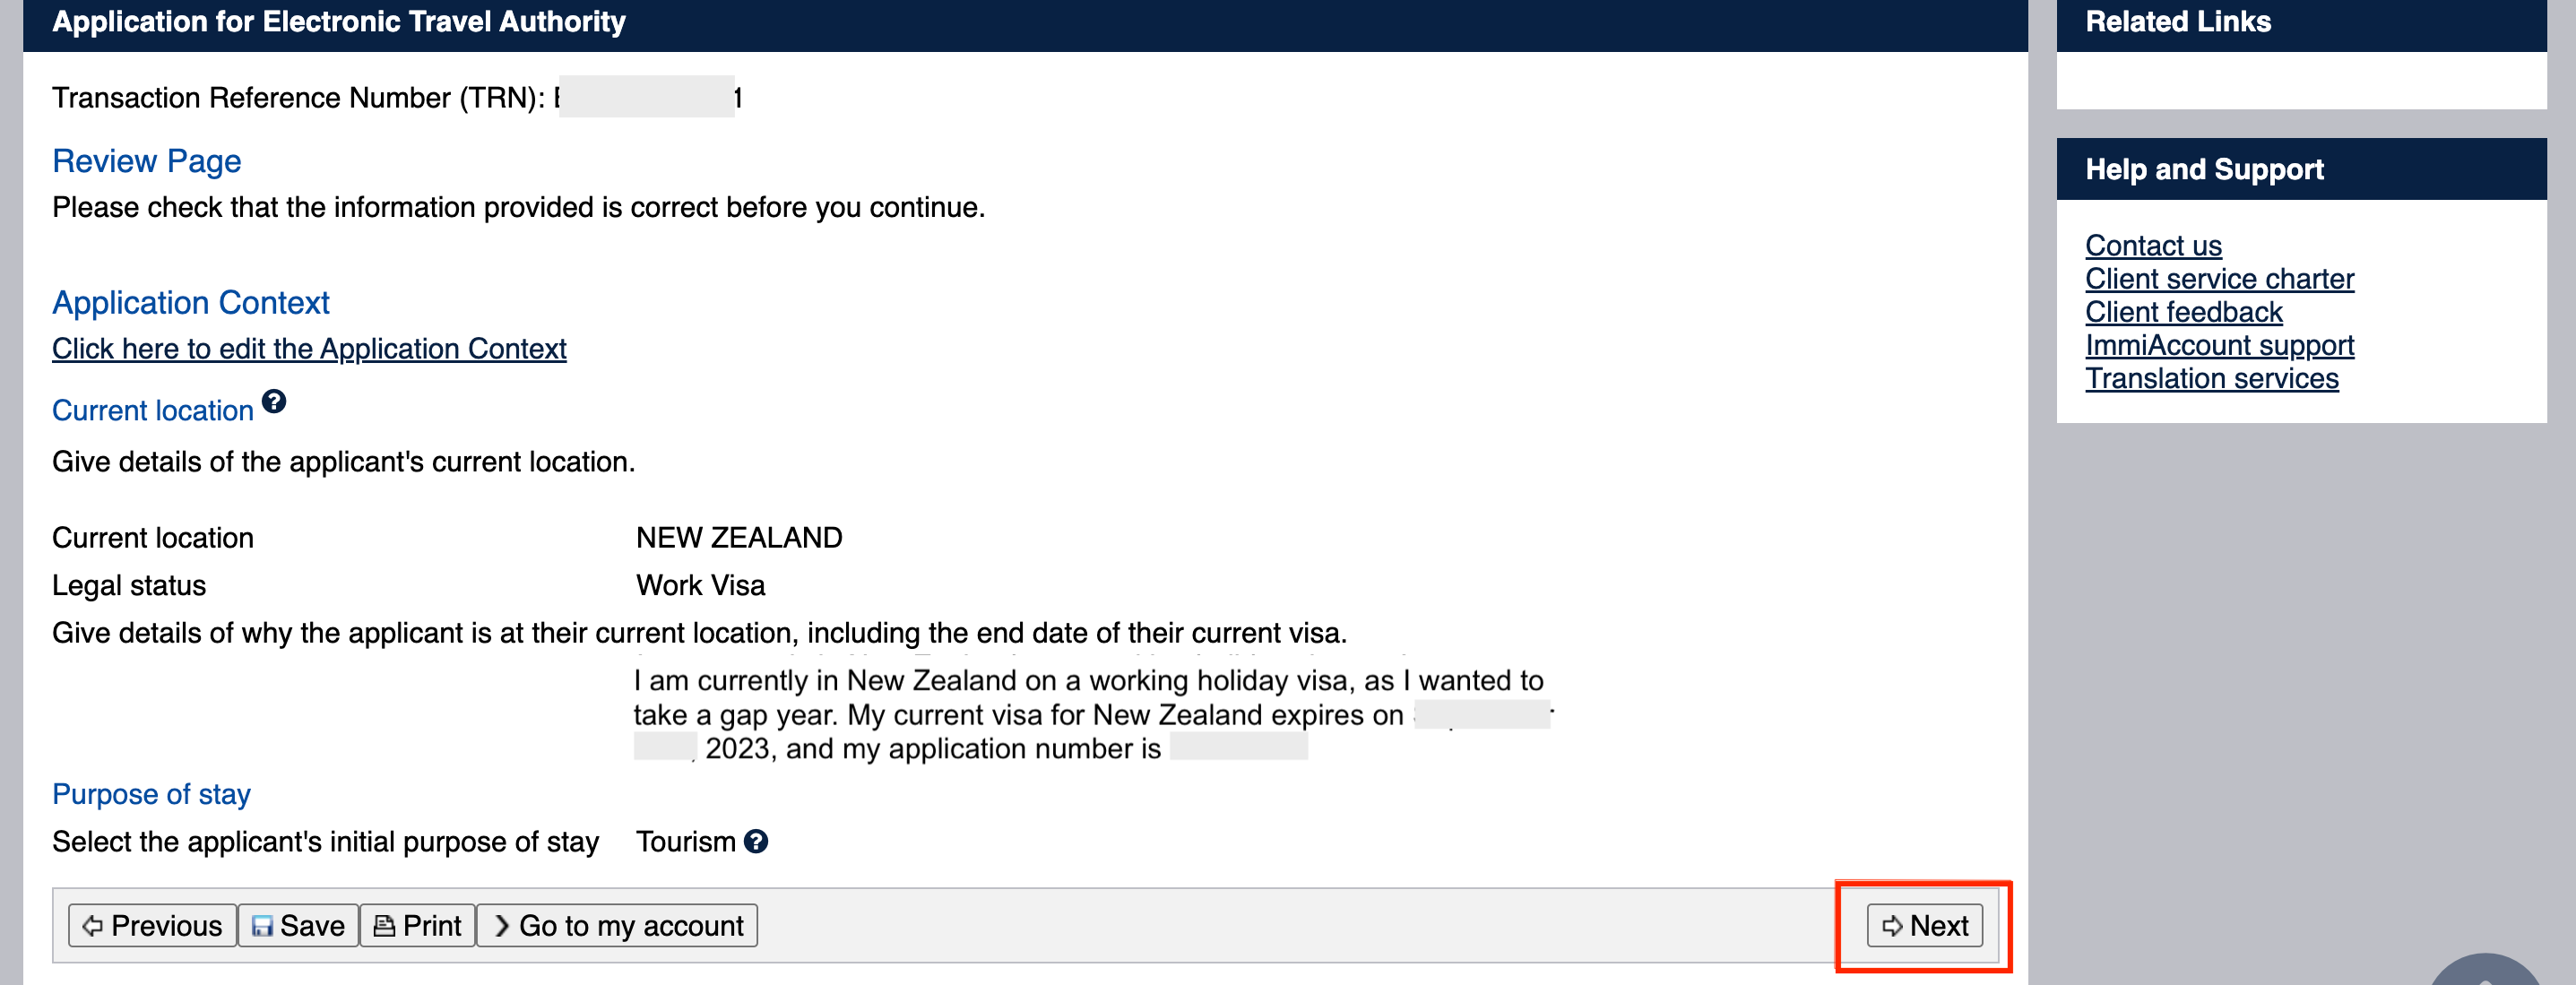 Application for Electronic Travel Authority
Transaction Reference Number (TRN): 1
Review Page
Please check that the information provided is correct before you continue.
Application Context
Click here to edit the Application Context
Current location
Give details of the applicant's current location.
Current location NEW ZEALAND
Legal status Work Visa
Give details of why the applicant is at their current location, including the end date of their current visa.
I am currently in New Zealand on a working holiday visa, as I wanted to
take a gap year. My current visa for New Zealand expires on
, 2023, and my application number is
Purpose of stay
Select the applicant's initial purpose of stay Tourism
Previous Save Print Go to my account Next
Related Links
Help and Support
Contact us
Client service charter
Client feedback
ImmiAccount support
Translation services